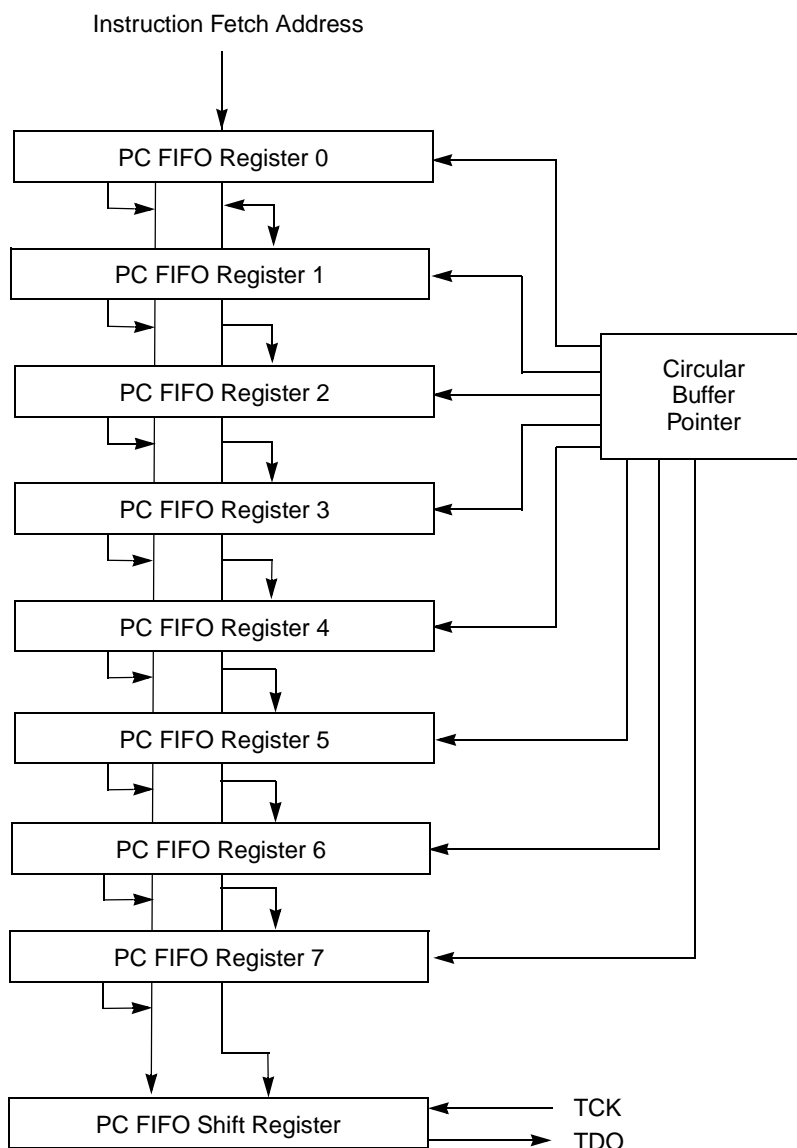 Instruction Fetch Address
PC FIFO Register 0
PC FIFO Register 1
PC FIFO Register 2
Circular
Buffer
Pointer
PC FIFO Register 3
PC FIFO Register 4
PC FIFO Register 5
PC FIFO Register 6
PC FIFO Register 7
PC FIFO Shift Register
TCK
TDO